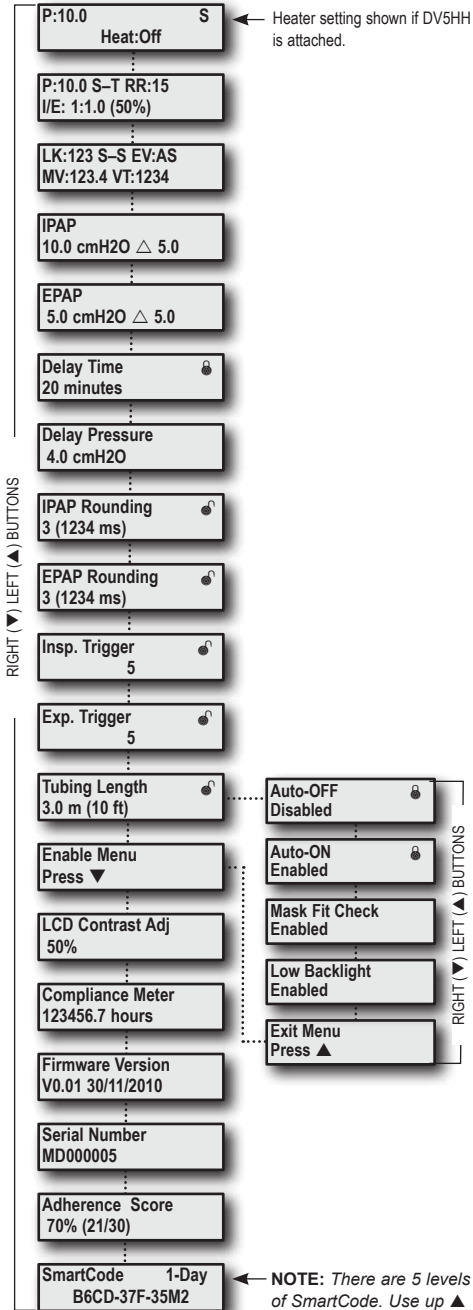 P:10.0 S
Heat:Off
Heater setting shown if DV5HH
is attached.
P:10.0 S–T RR:15
I/E: 1:1.0 (50%)
LK:123 S–S EV:AS
MV:123.4 VT:1234
IPAP
10.0 cmH2O △ 5.0
EPAP
5.0 cmH2O △ 5.0
Delay Time
20 minutes
Delay Pressure
4.0 cmH2O
IPAP Rounding
3 (1234 ms)
EPAP Rounding
3 (1234 ms)
Insp. Trigger
5
Exp. Trigger
5
Tubing Length
3.0 m (10 ft)
Enable Menu
Press ▼
LCD Contrast Adj
50%
Compliance Meter
123456.7 hours
Firmware Version
V0.01 30/11/2010
Serial Number
MD000005
Adherence Score
70% (21/30)
SmartCode 1-Day
B6CD-37F-35M2
RIGHT (▼) LEFT (▲) BUTTONS
Auto-OFF
Disabled
Auto-ON
Enabled
Mask Fit Check
Enabled
Low Backlight
Enabled
Exit Menu
Press ▲
RIGHT (▼) LEFT (▲) BUTTONS
NOTE: There are 5 levels
of SmartCode. Use up ▲